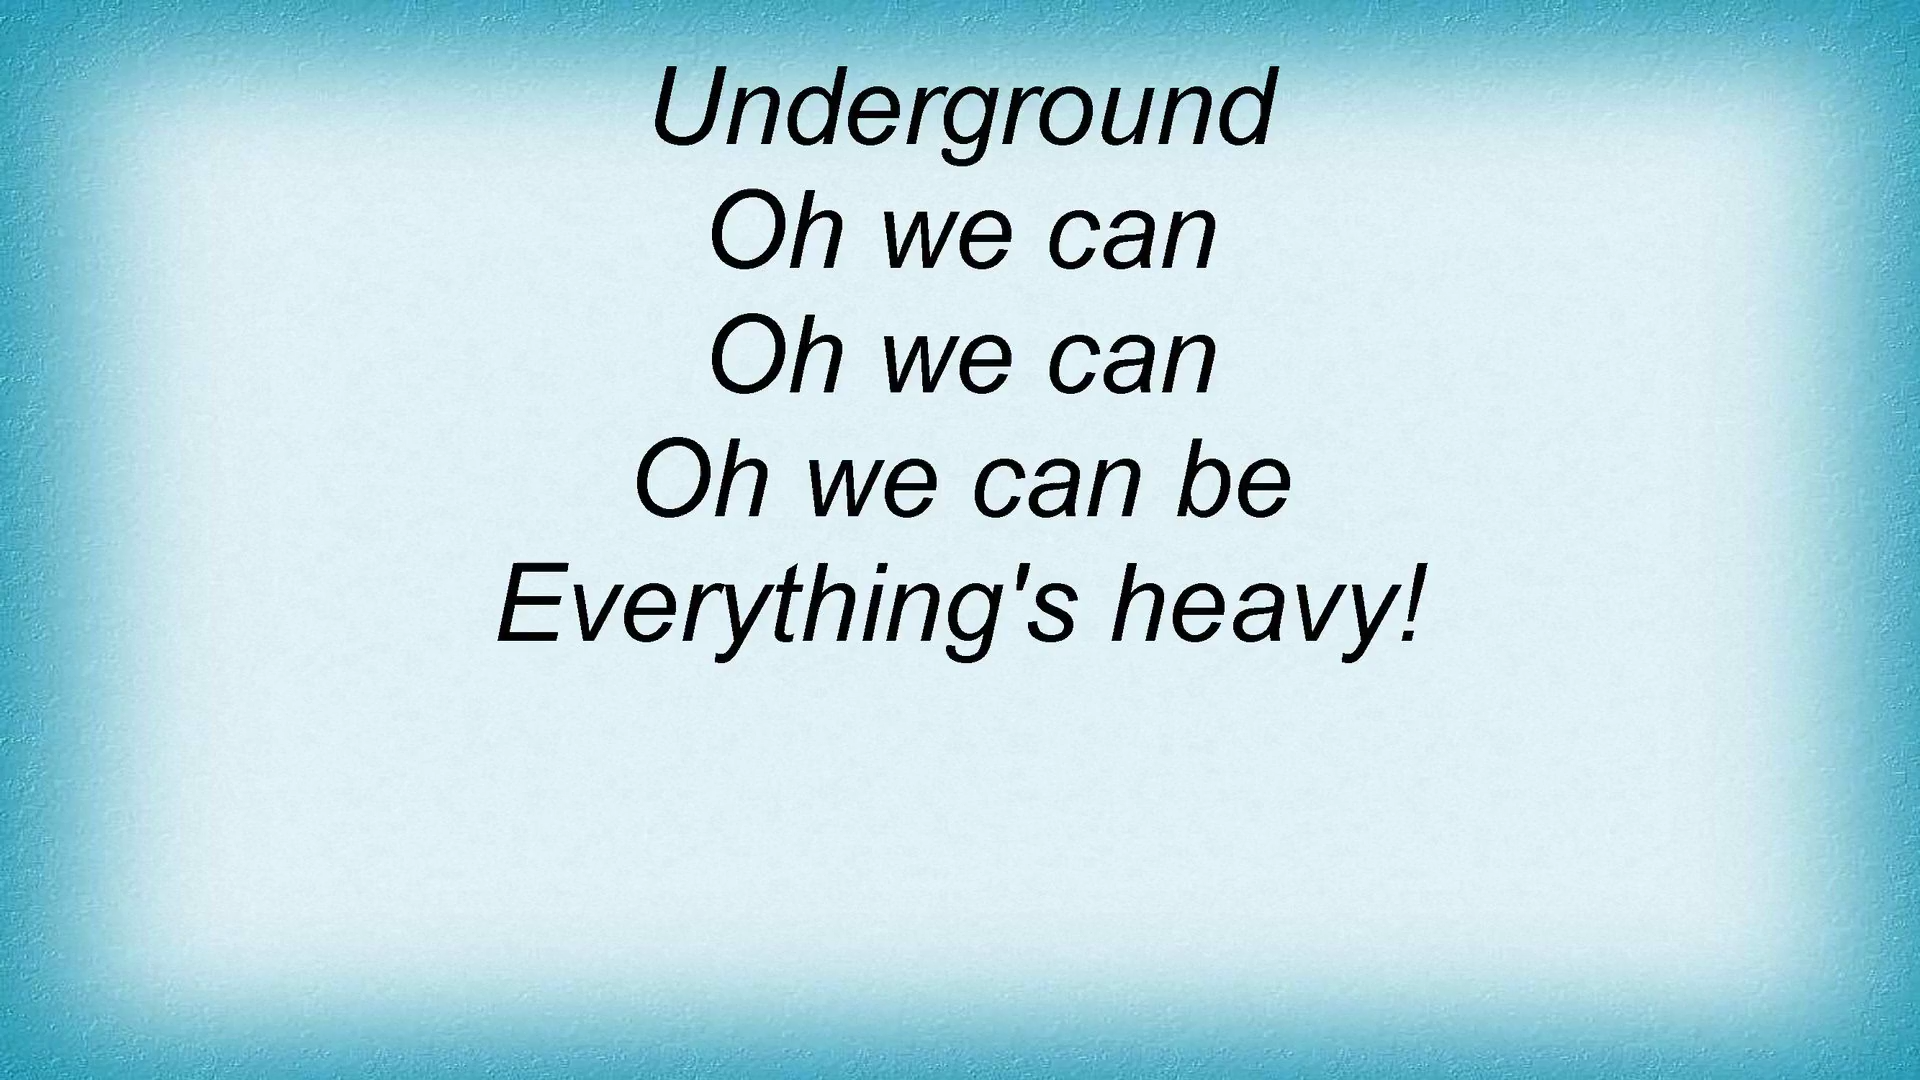 Underground
Oh we can
Oh we can
Oh we can be
Everything's heavy!